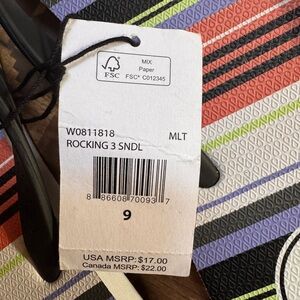 FSC
MIX
Paper
FSC® C012345
W0811818 MLT
ROCKING 3 SNDL
8 86608 70093 7
9
USA MSRP:$17.00
Canada MSRP:$22.00